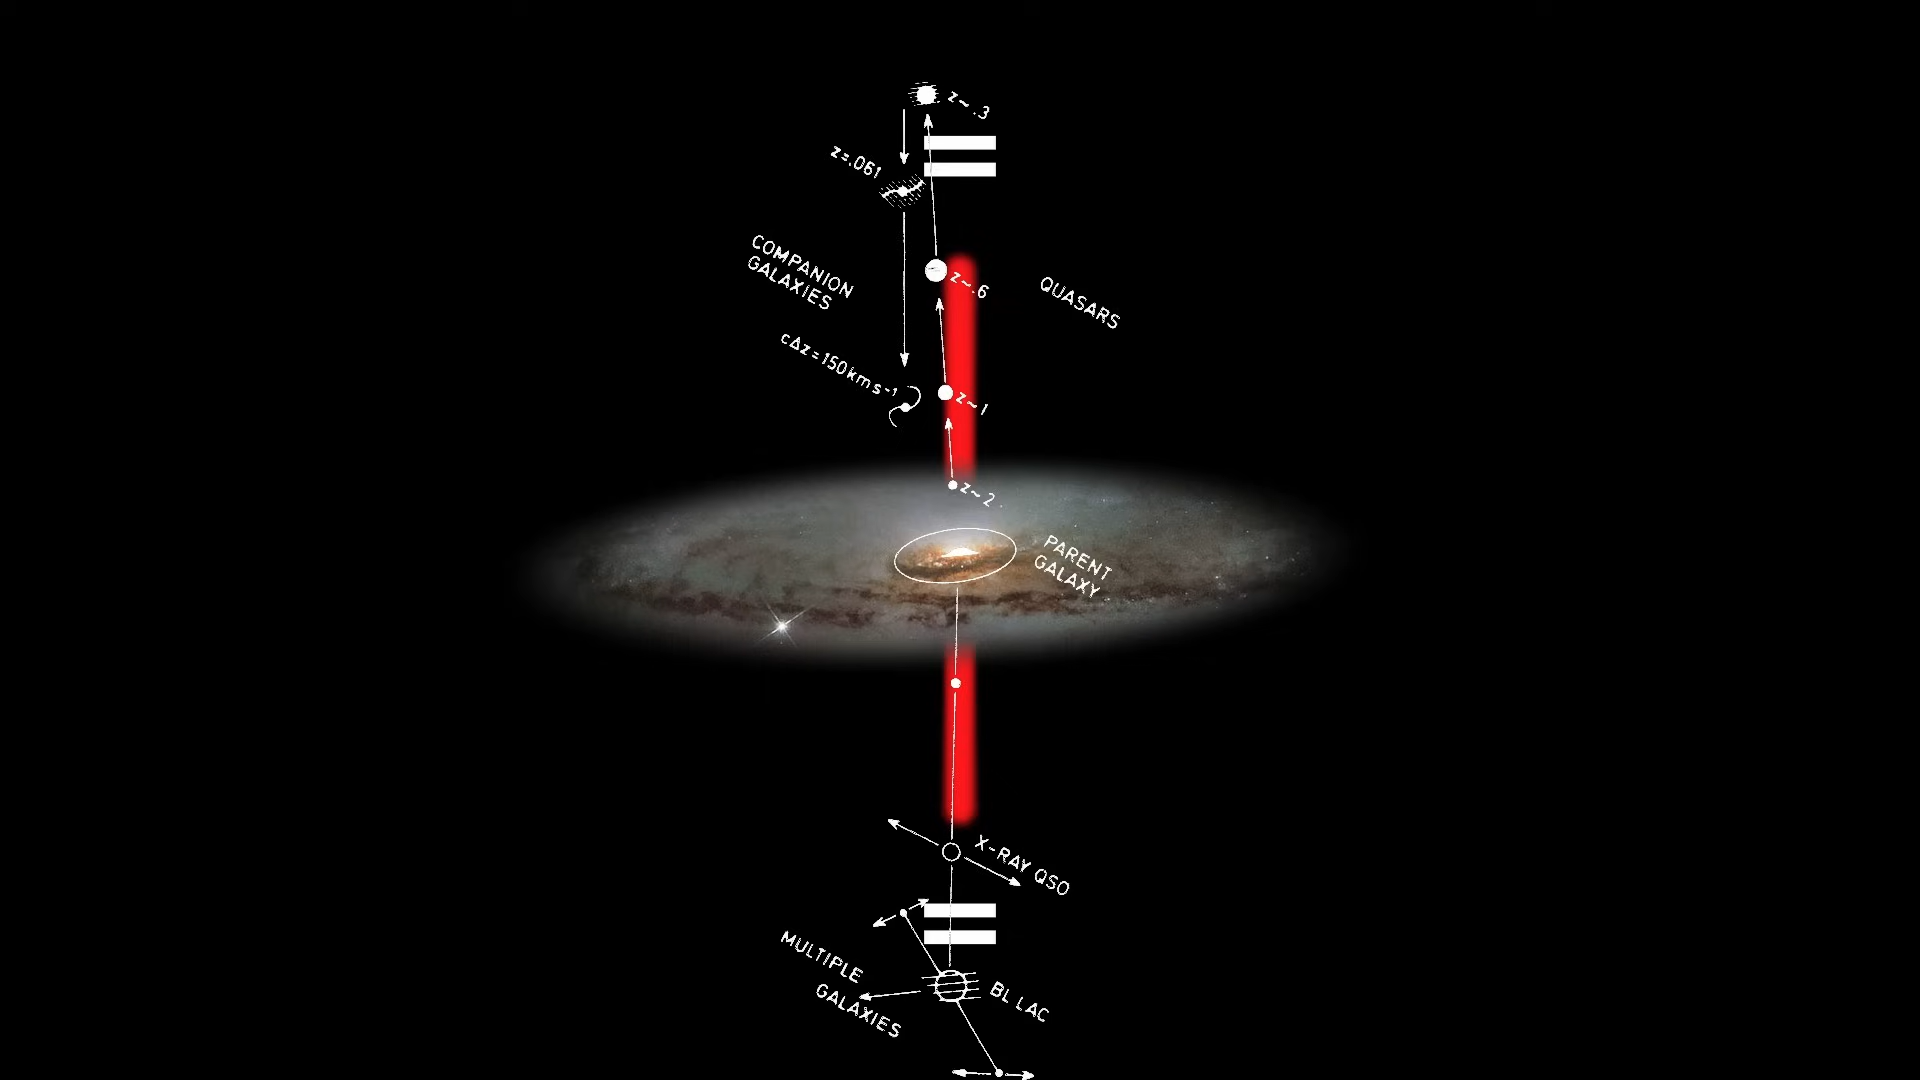 z~.3
z=.061
COMPANION
GALAXIES
z~.6
QUASARS
cΔz=150kms⁻¹
z~1
z~2
PARENT
GALAXY
X-RAY QSO
MULTIPLE
GALAXIES
BL LAC